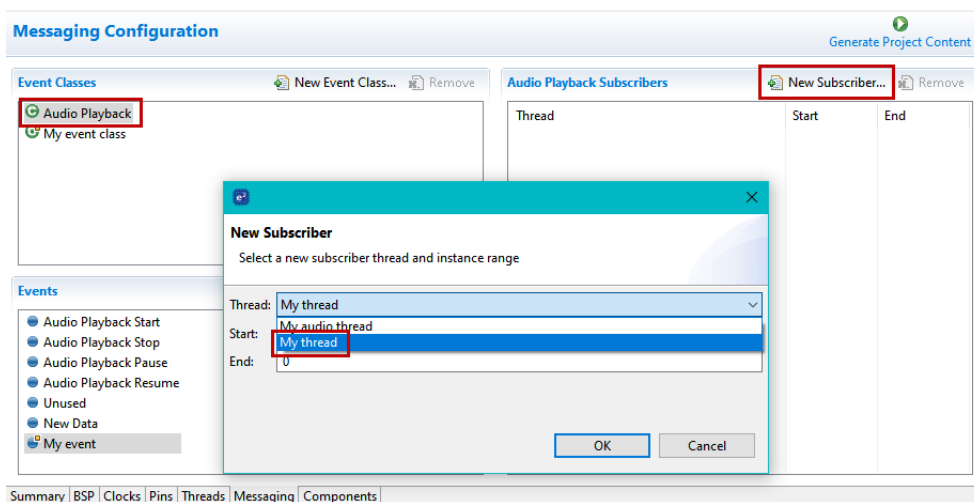 Messaging Configuration
Generate Project Content
Event Classes
New Event Class...
Remove
Audio Playback Subscribers
New Subscriber...
Remove
Audio Playback
My event class
Thread
Start
End
e²
New Subscriber
Select a new subscriber thread and instance range
Thread: My thread
My audio thread
Start:
My thread
End: 0
OK
Cancel
Events
Audio Playback Start
Audio Playback Stop
Audio Playback Pause
Audio Playback Resume
Unused
New Data
My event
Summary BSP Clocks Pins Threads Messaging Components